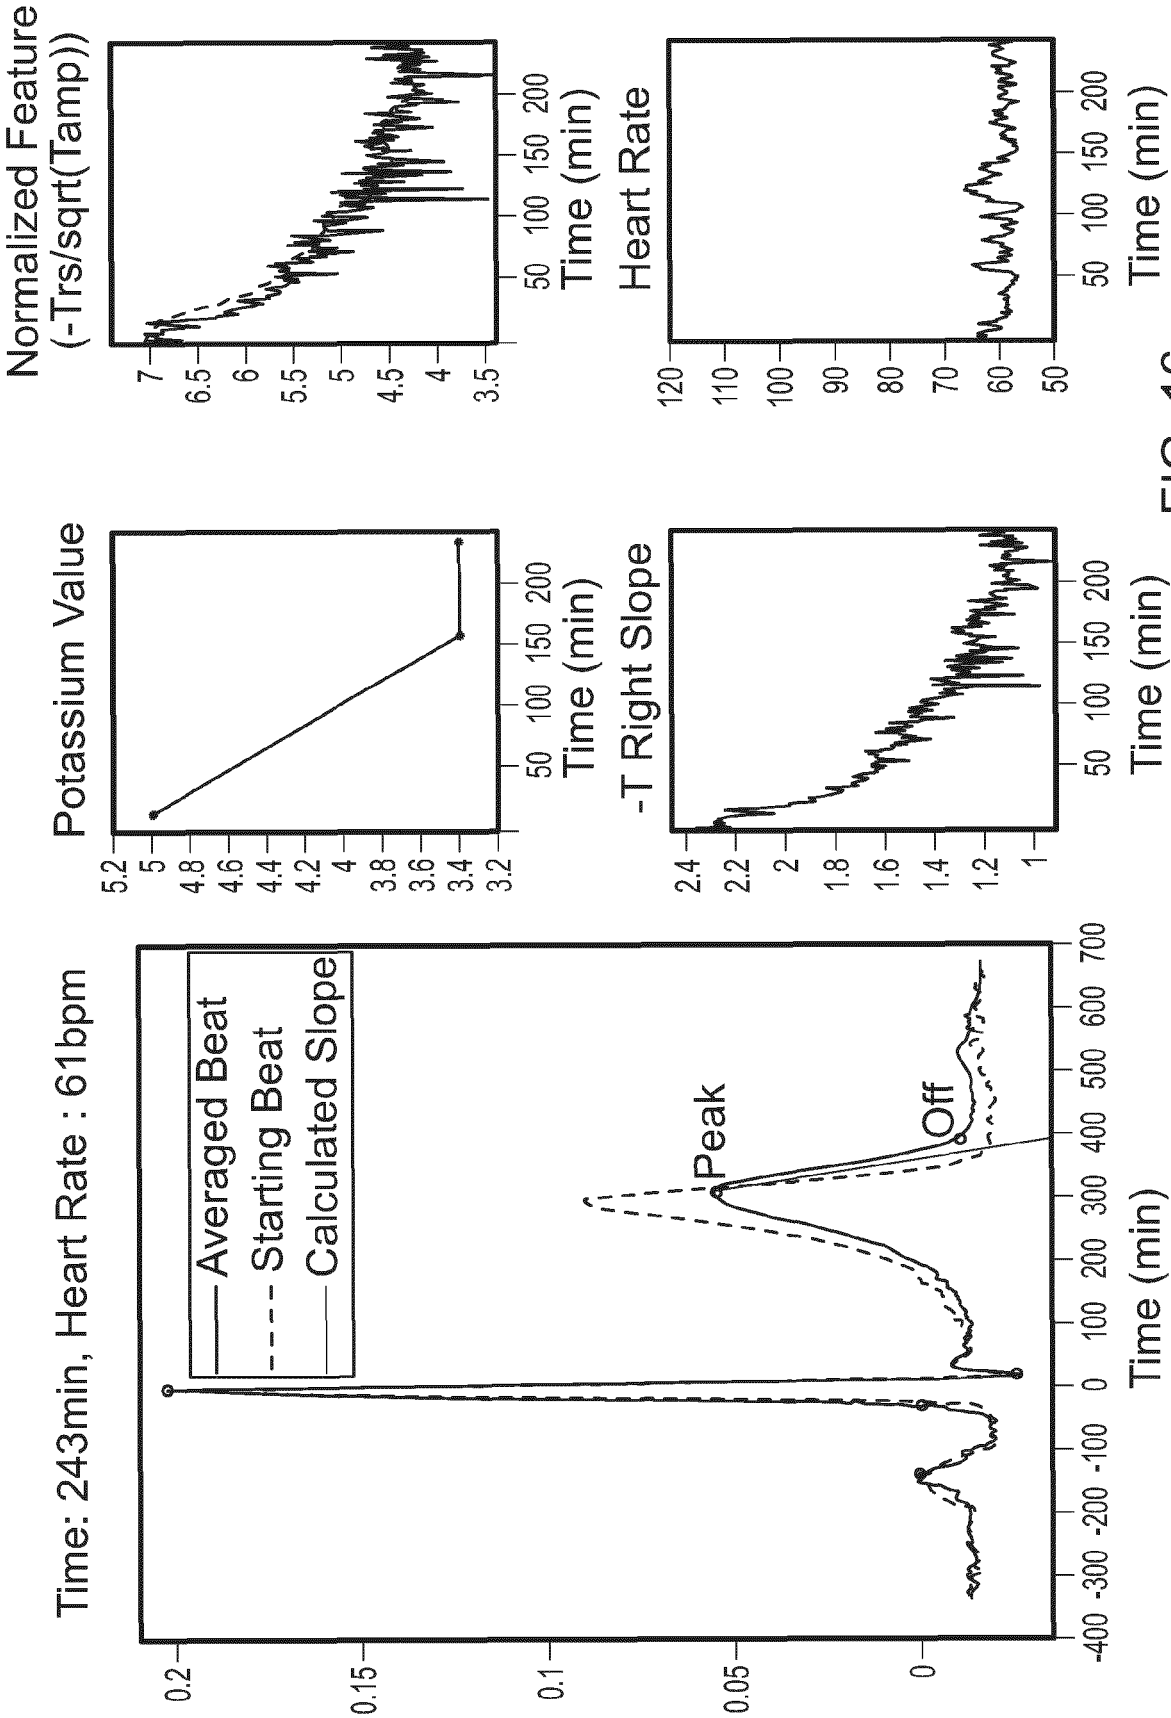 Time: 243min, Heart Rate : 61bpm
Averaged Beat
Starting Beat
Calculated Slope
Peak
Off
0.2
0.15
0.1
0.05
0
-400 -300 -200 -100 0 100 200 300 400 500 600 700
Time (min)
Potassium Value
5.2
5
4.8
4.6
4.4
4.2
4
3.8
3.6
3.4
3.2
50 100 150 200
Time (min)
Normalized Feature
(-Trs/sqrt(Tamp))
7
6.5
6
5.5
5
4.5
4
3.5
50 100 150 200
Time (min)
-T Right Slope
2.4
2.2
2
1.8
1.6
1.4
1.2
1
50 100 150 200
Time (min)
Heart Rate
120
110
100
90
80
70
60
50
50 100 150 200
Time (min)